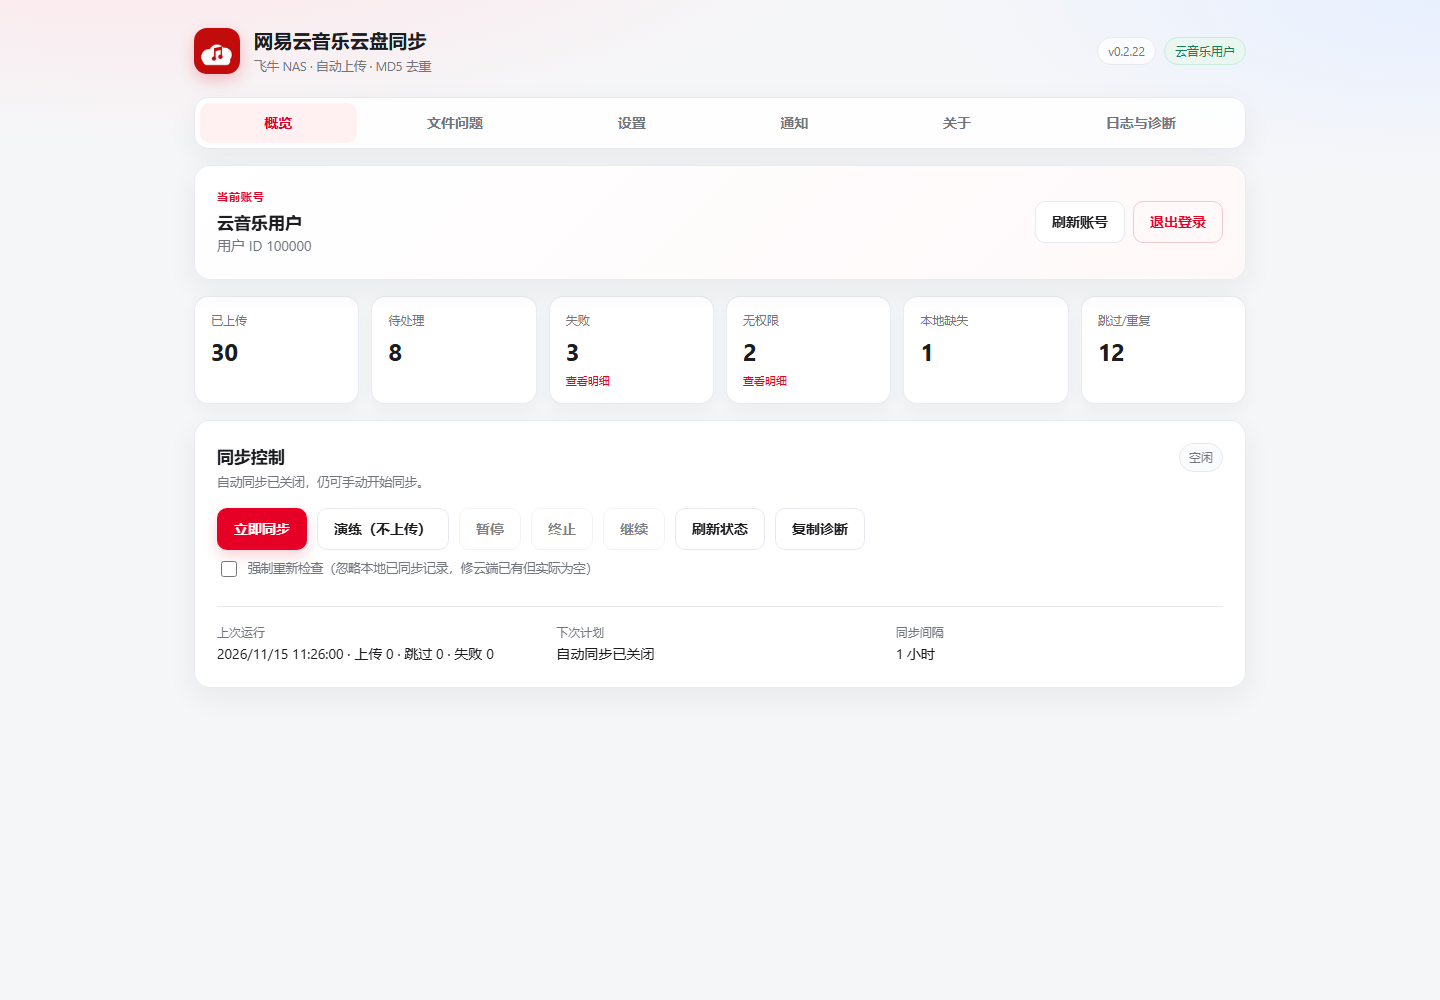 网易云音乐云盘同步
飞牛 NAS · 自动上传 · MD5 去重
v0.2.22
云音乐用户
概览
文件问题
设置
通知
关于
日志与诊断
当前账号
云音乐用户
用户 ID 100000
刷新账号
退出登录
已上传
30
待处理
8
失败
3
查看明细
无权限
2
查看明细
本地缺失
1
跳过/重复
12
同步控制
空闲
自动同步已关闭，仍可手动开始同步。
立即同步
演练（不上传）
暂停
终止
继续
刷新状态
复制诊断
强制重新检查（忽略本地已同步记录，修云端已有但实际为空）
上次运行
2026/11/15 11:26:00 · 上传 0 · 跳过 0 · 失败 0
下次计划
自动同步已关闭
同步间隔
1 小时